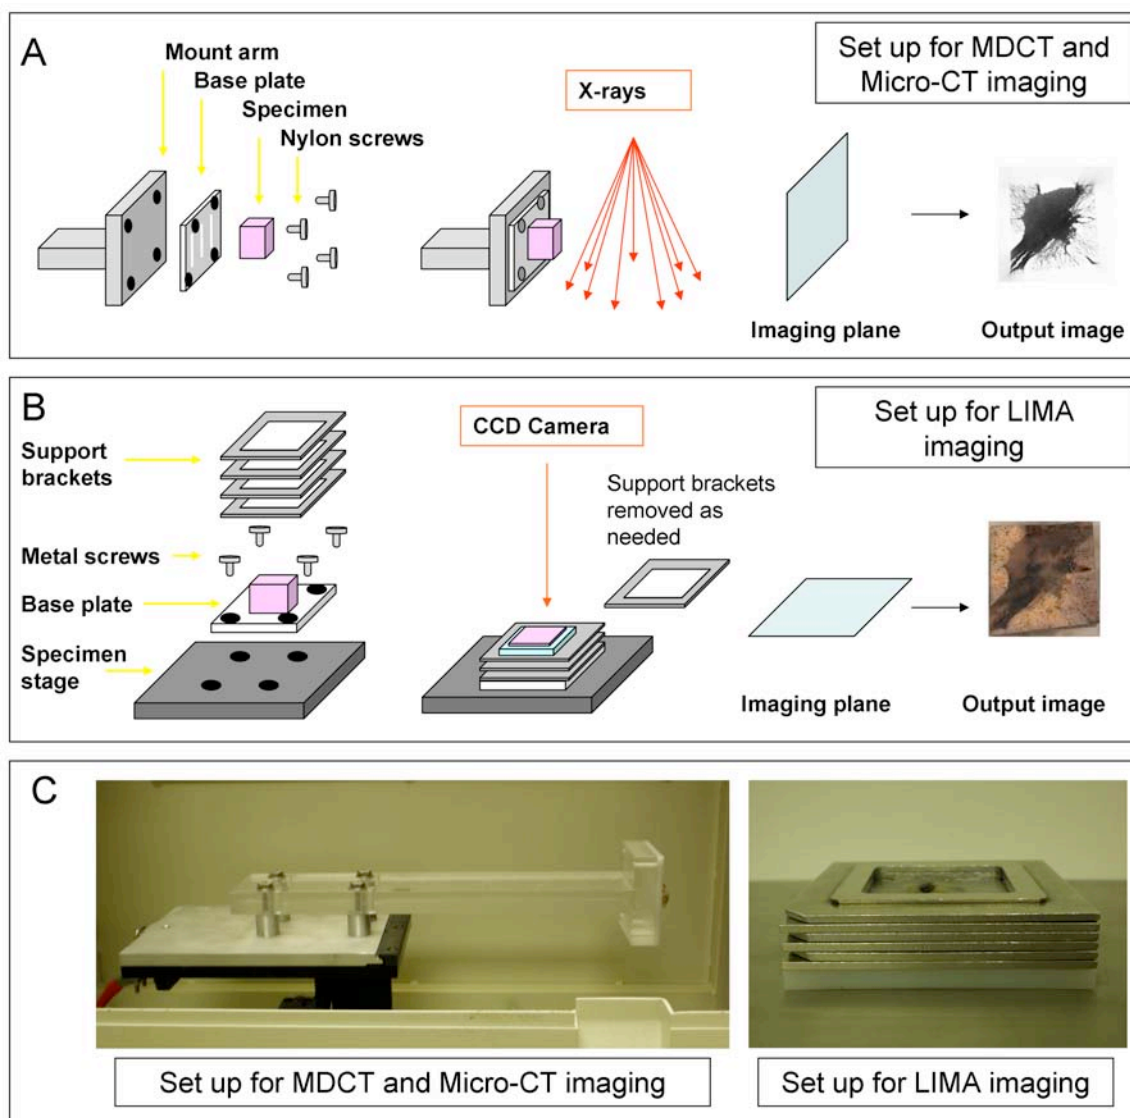 A
Set up for MDCT and
Micro-CT imaging
Mount arm
Base plate
Specimen
Nylon screws
X-rays
Imaging plane
Output image
B
Set up for LIMA
imaging
Support
brackets
Metal screws
Base plate
Specimen
stage
CCD Camera
Support brackets
removed as
needed
Imaging plane
Output image
C
Set up for MDCT and Micro-CT imaging
Set up for LIMA imaging